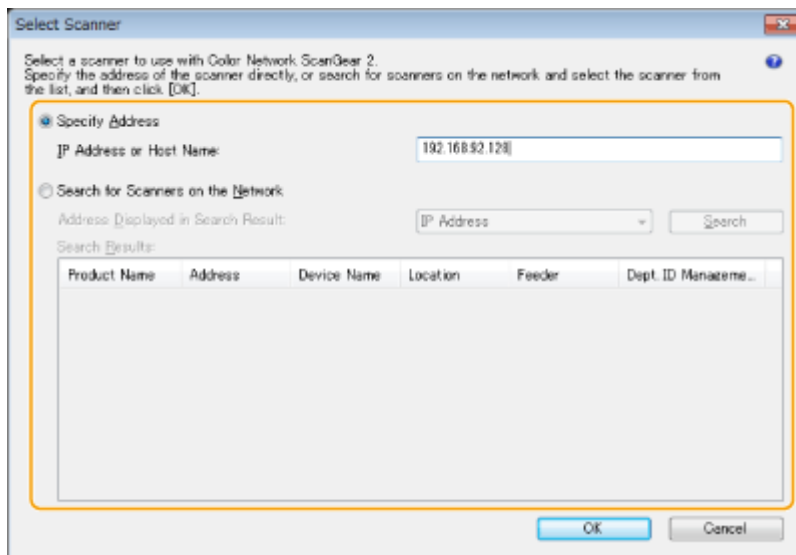 Select Scanner
Select a scanner to use with Color Network ScanGear 2.
Specify the address of the scanner directly, or search for scanners on the network and select the scanner from
the list, and then click [OK].
Specify Address
IP Address or Host Name: 192.168.92.128
Search for Scanners on the Network
Address Displayed in Search Result: IP Address Search
Search Results:
Product Name Address Device Name Location Feeder Dept. ID Manageme...
OK Cancel